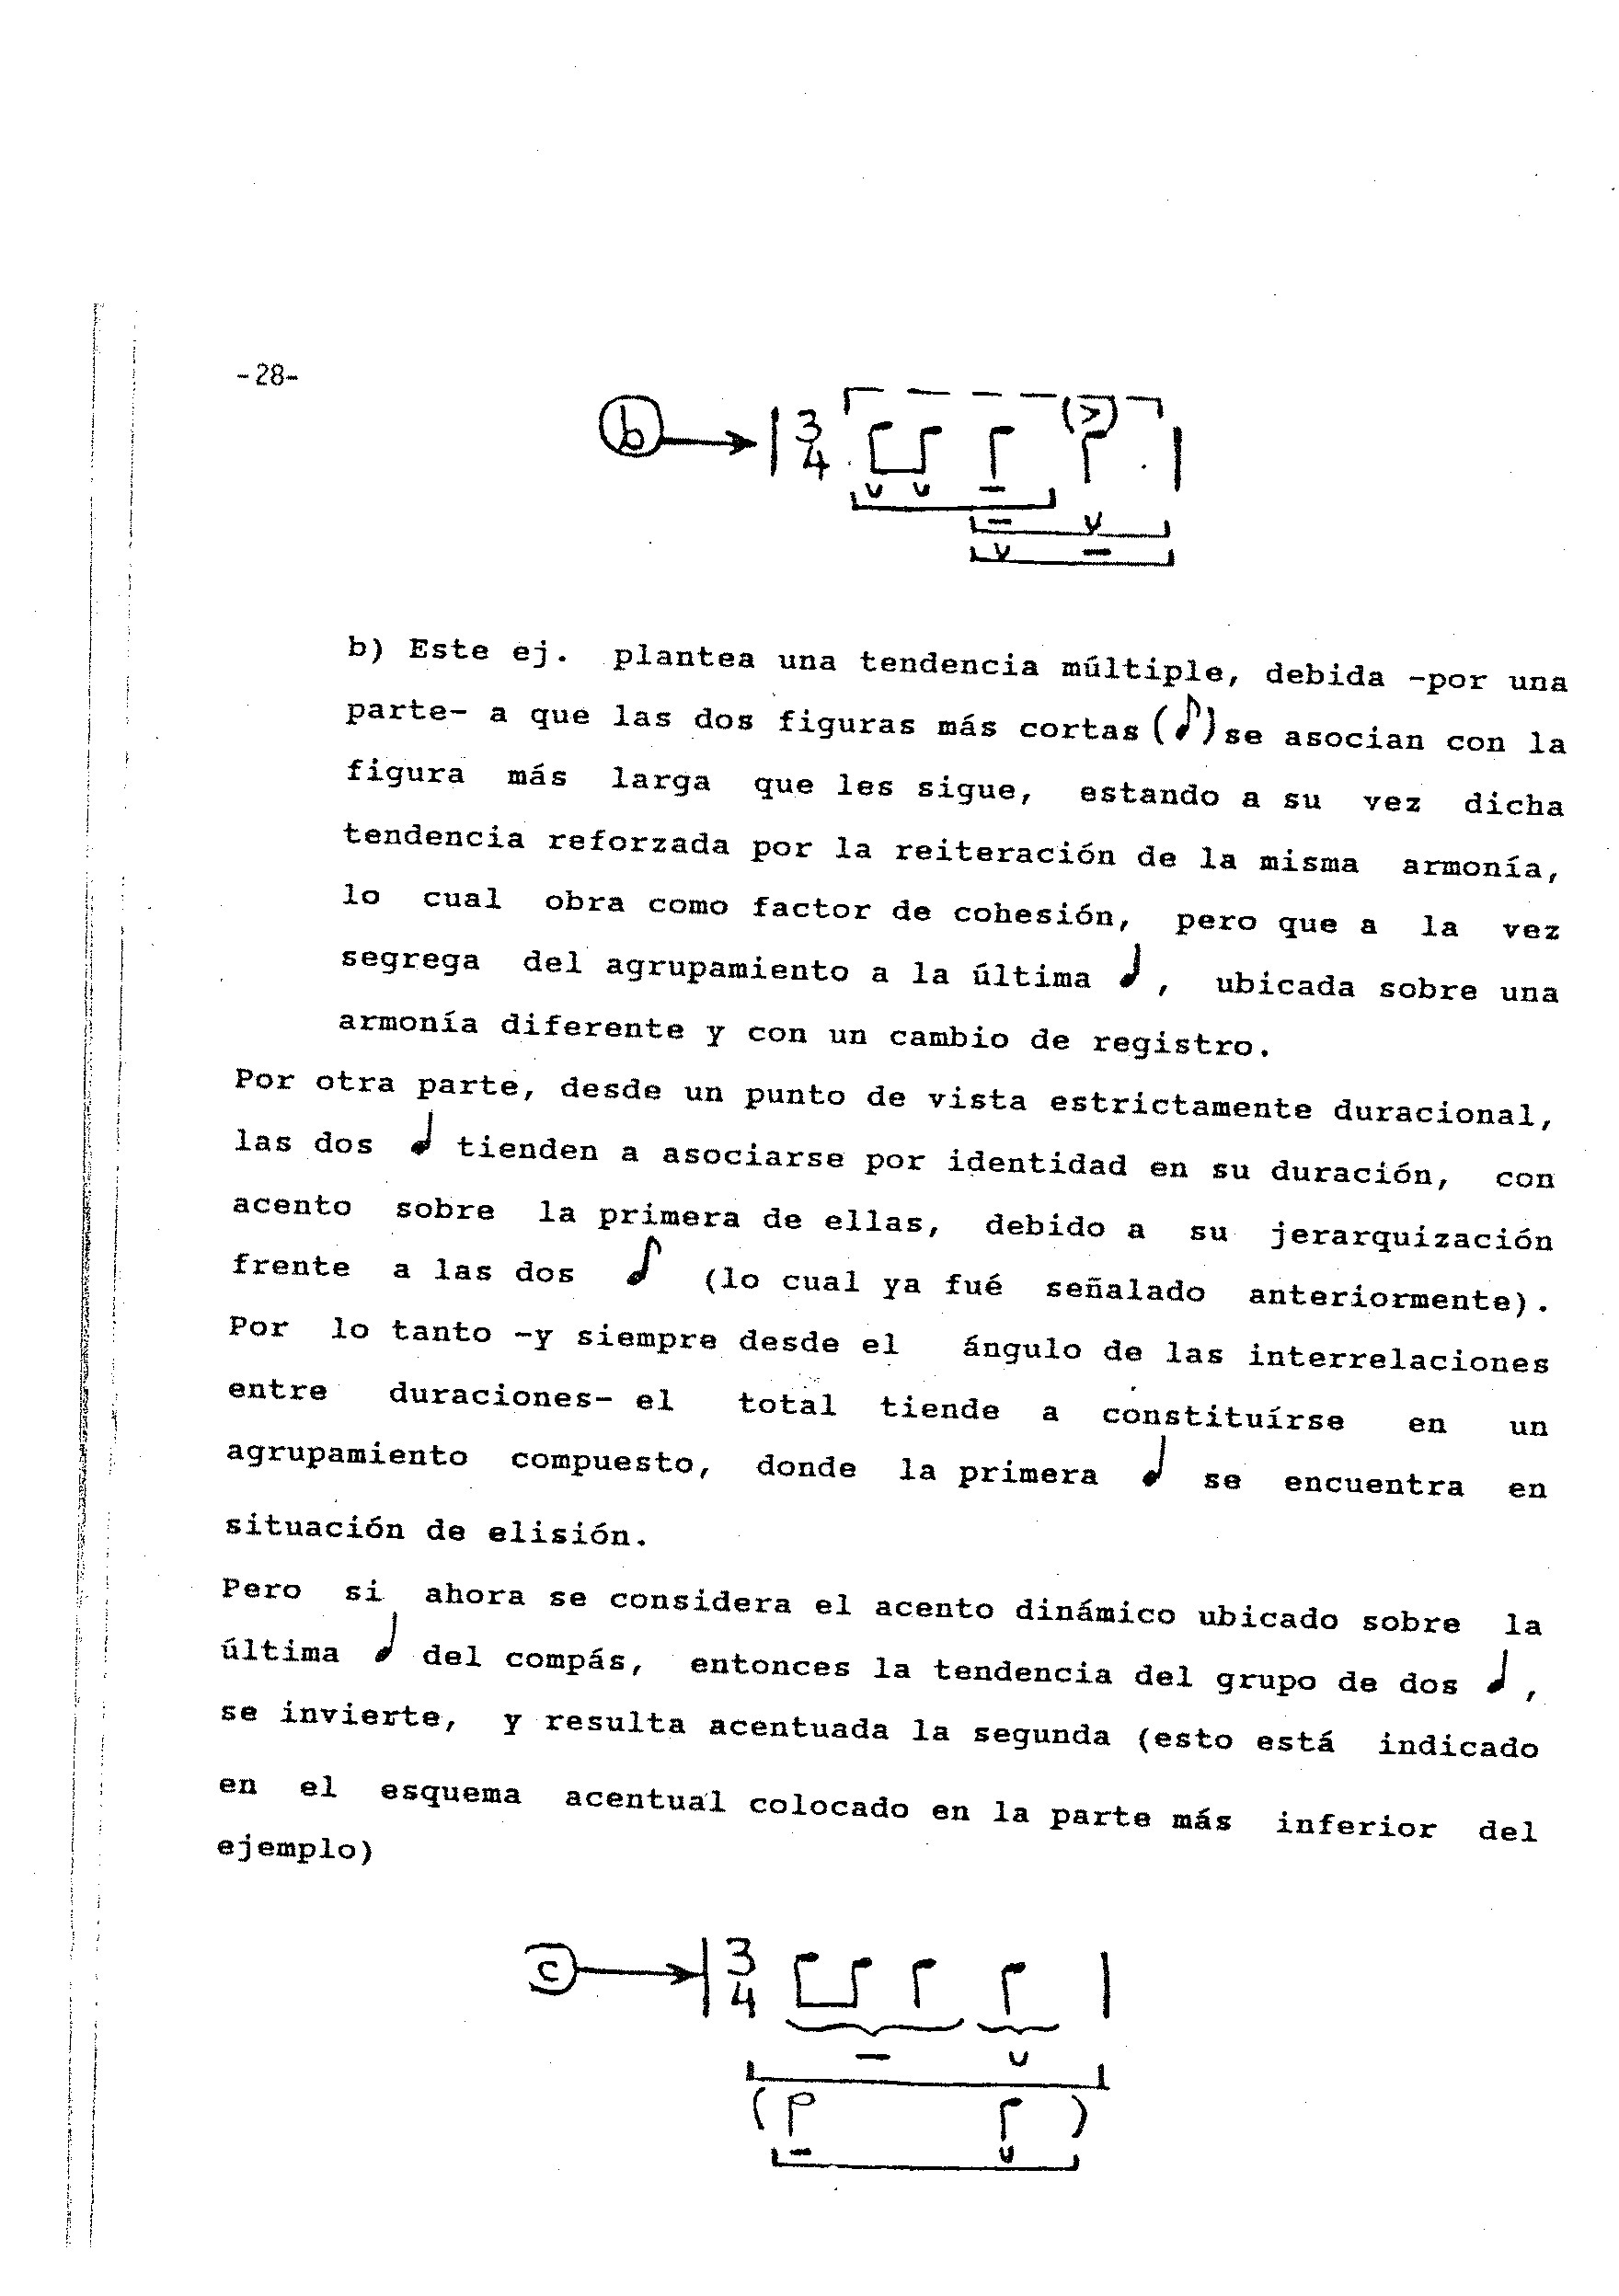 -28-
b → | 3/4 ♫ ♩ (>) ♩ |
∪ ∪ —
— ∪
∪ —
b) Este ej. plantea una tendencia múltiple, debida -por una
parte- a que las dos figuras más cortas (♪) se asocian con la
figura más larga que les sigue, estando a su vez dicha
tendencia reforzada por la reiteración de la misma armonía,
lo cual obra como factor de cohesión, pero que a la vez
segrega del agrupamiento a la última ♩, ubicada sobre una
armonía diferente y con un cambio de registro.
Por otra parte, desde un punto de vista estrictamente duracional,
las dos ♩ tienden a asociarse por identidad en su duración, con
acento sobre la primera de ellas, debido a su jerarquización
frente a las dos ♪ (lo cual ya fué señalado anteriormente).
Por lo tanto -y siempre desde el ángulo de las interrelaciones
entre duraciones- el total tiende a constituírse en un
agrupamiento compuesto, donde la primera ♩ se encuentra en
situación de elisión.
Pero si ahora se considera el acento dinámico ubicado sobre la
última ♩ del compás, entonces la tendencia del grupo de dos ♩,
se invierte, y resulta acentuada la segunda (esto está indicado
en el esquema acentual colocado en la parte más inferior del
ejemplo)
c → | 3/4 ♫ ♩ ♩ |
— ∪
(𝅗𝅥 ♩)
— ∪